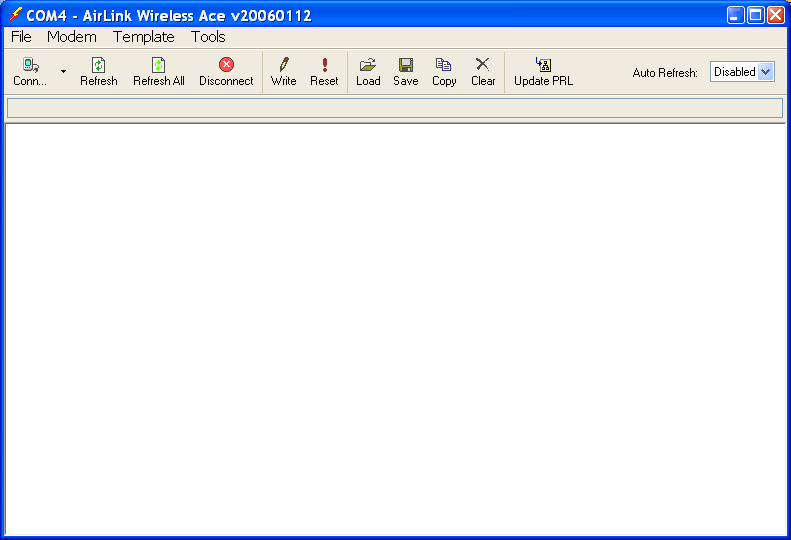 COM4 - AirLink Wireless Ace v20060112
File Modem Template Tools
Conn... Refresh Refresh All Disconnect Write Reset Load Save Copy Clear Update PRL Auto Refresh: Disabled